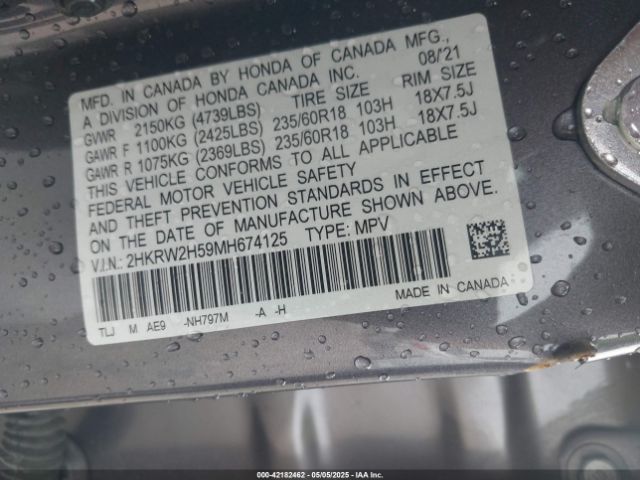 MFD. IN CANADA BY HONDA OF CANADA MFG.,
A DIVISION OF HONDA CANADA INC. 08/'21
GVWR 2150KG (4739LBS) TIRE SIZE RIM SIZE
GAWR F 1100KG (2425LBS) 235/60R18 103H 18X7.5J
GAWR R 1075KG (2369LBS) 235/60R18 103H 18X7.5J
THIS VEHICLE CONFORMS TO ALL APPLICABLE
FEDERAL MOTOR VEHICLE SAFETY
AND THEFT PREVENTION STANDARDS IN EFFECT
ON THE DATE OF MANUFACTURE SHOWN ABOVE.
V.I.N.: 2HKRW2H59MH674125 TYPE: MPV
TLJ M AE9 -NH797M -A -H MADE IN CANADA
000-42182462 - 05/05/2025 - Copart, Inc.